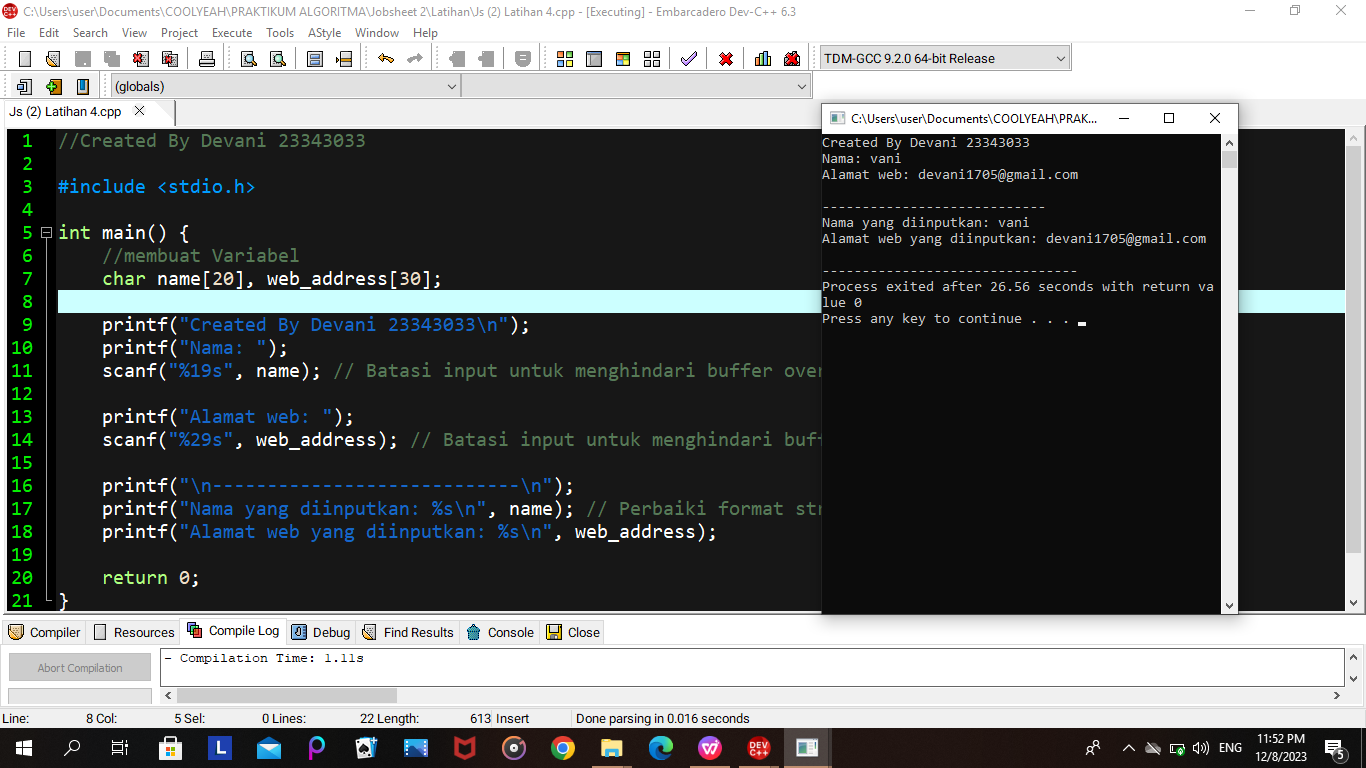 C:\Users\user\Documents\COOLYEAH\PRAKTIKUM ALGORITMA\Jobsheet 2\Latihan\Js (2) Latihan 4.cpp - [Executing] - Embarcadero Dev-C++ 6.3
File Edit Search View Project Execute Tools AStyle Window Help
TDM-GCC 9.2.0 64-bit Release
(globals)
Js (2) Latihan 4.cpp
1 //Created By Devani 23343033
2
3 #include <stdio.h>
4
5 int main() {
6 //membuat Variabel
7 char name[20], web_address[30];
8
9 printf("Created By Devani 23343033\n");
10 printf("Nama: ");
11 scanf("%19s", name); // Batasi input untuk menghindari buffer over
12
13 printf("Alamat web: ");
14 scanf("%29s", web_address); // Batasi input untuk menghindari buff
15
16 printf("\n----------------------------\n");
17 printf("Nama yang diinputkan: %s\n", name); // Perbaiki format str
18 printf("Alamat web yang diinputkan: %s\n", web_address);
19
20 return 0;
21 }
C:\Users\user\Documents\COOLYEAH\PRAK...
Created By Devani 23343033
Nama: vani
Alamat web: devani1705@gmail.com
----------------------------
Nama yang diinputkan: vani
Alamat web yang diinputkan: devani1705@gmail.com
--------------------------------
Process exited after 26.56 seconds with return va
lue 0
Press any key to continue . . .
Compiler Resources Compile Log Debug Find Results Console Close
Abort Compilation
- Compilation Time: 1.11s
Line: 8 Col: 5 Sel: 0 Lines: 22 Length: 613 Insert Done parsing in 0.016 seconds
ENG
11:52 PM
12/8/2023
5